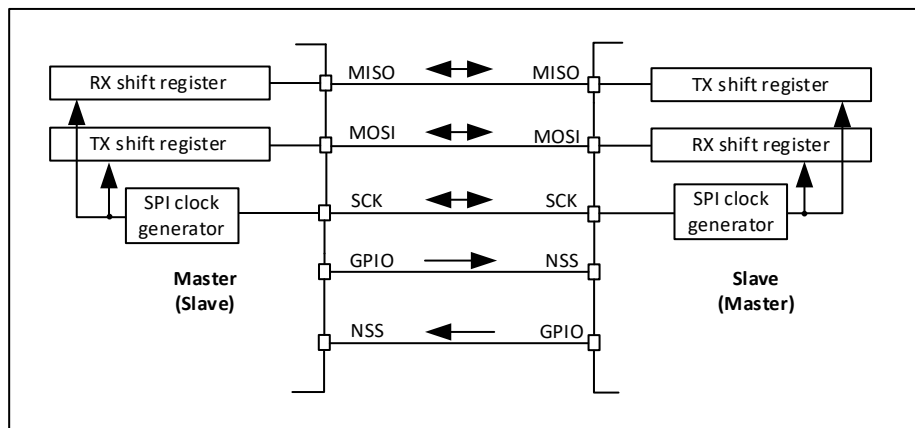 RX shift register MISO MISO TX shift register
TX shift register MOSI MOSI RX shift register
SPI clock
generator
SCK SCK
SPI clock
generator
GPIO NSS
Master
(Slave)
Slave
(Master)
NSS GPIO